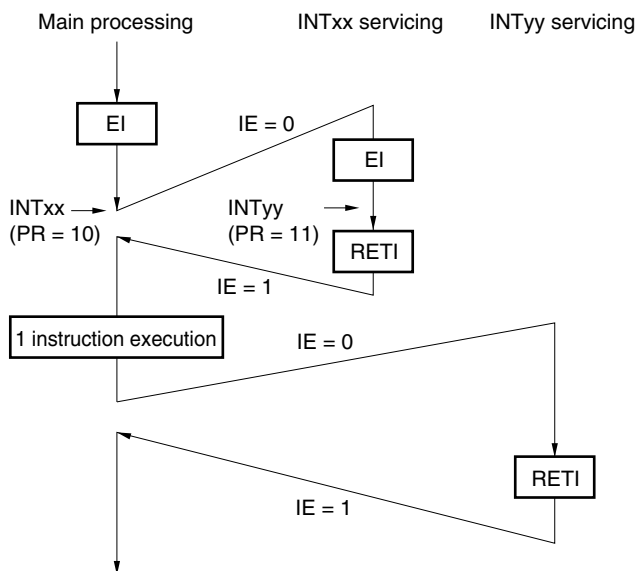 Main processing
INTxx servicing
INTyy servicing
EI
IE = 0
EI
INTxx
(PR = 10)
INTyy
(PR = 11)
RETI
IE = 1
1 instruction execution
IE = 0
RETI
IE = 1